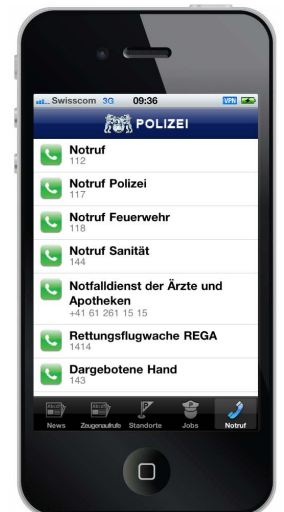 Swisscom 3G 09:36 VPN
POLIZEI
Notruf
112
Notruf Polizei
117
Notruf Feuerwehr
118
Notruf Sanität
144
Notfalldienst der Ärzte und
Apotheken
+41 61 261 15 15
Rettungsflugwache REGA
1414
Dargebotene Hand
143
News Zeugenaufrufe Standorte Jobs Notruf